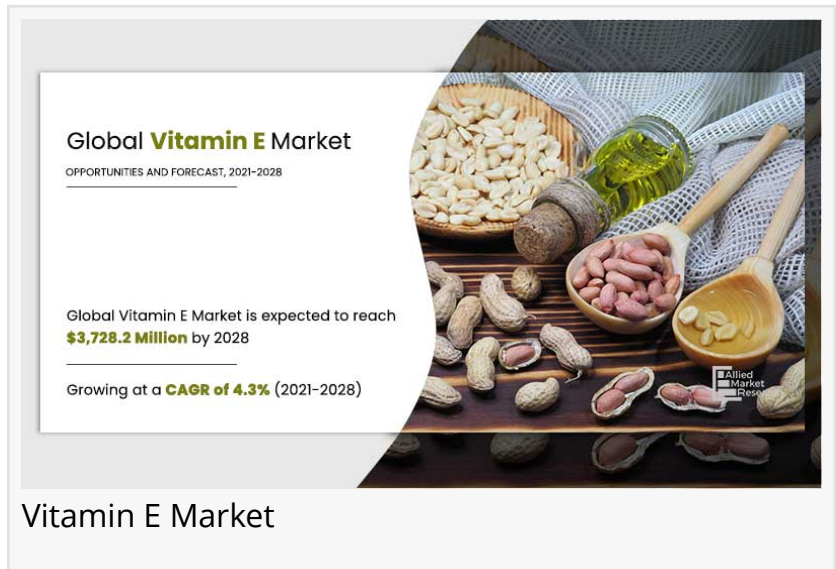 Global Vitamin E Market
OPPORTUNITIES AND FORECAST, 2021-2028
Global Vitamin E Market is expected to reach
$3,728.2 Million by 2028
Growing at a CAGR of 4.3% (2021-2028)
Allied
Market
Vitamin E Market